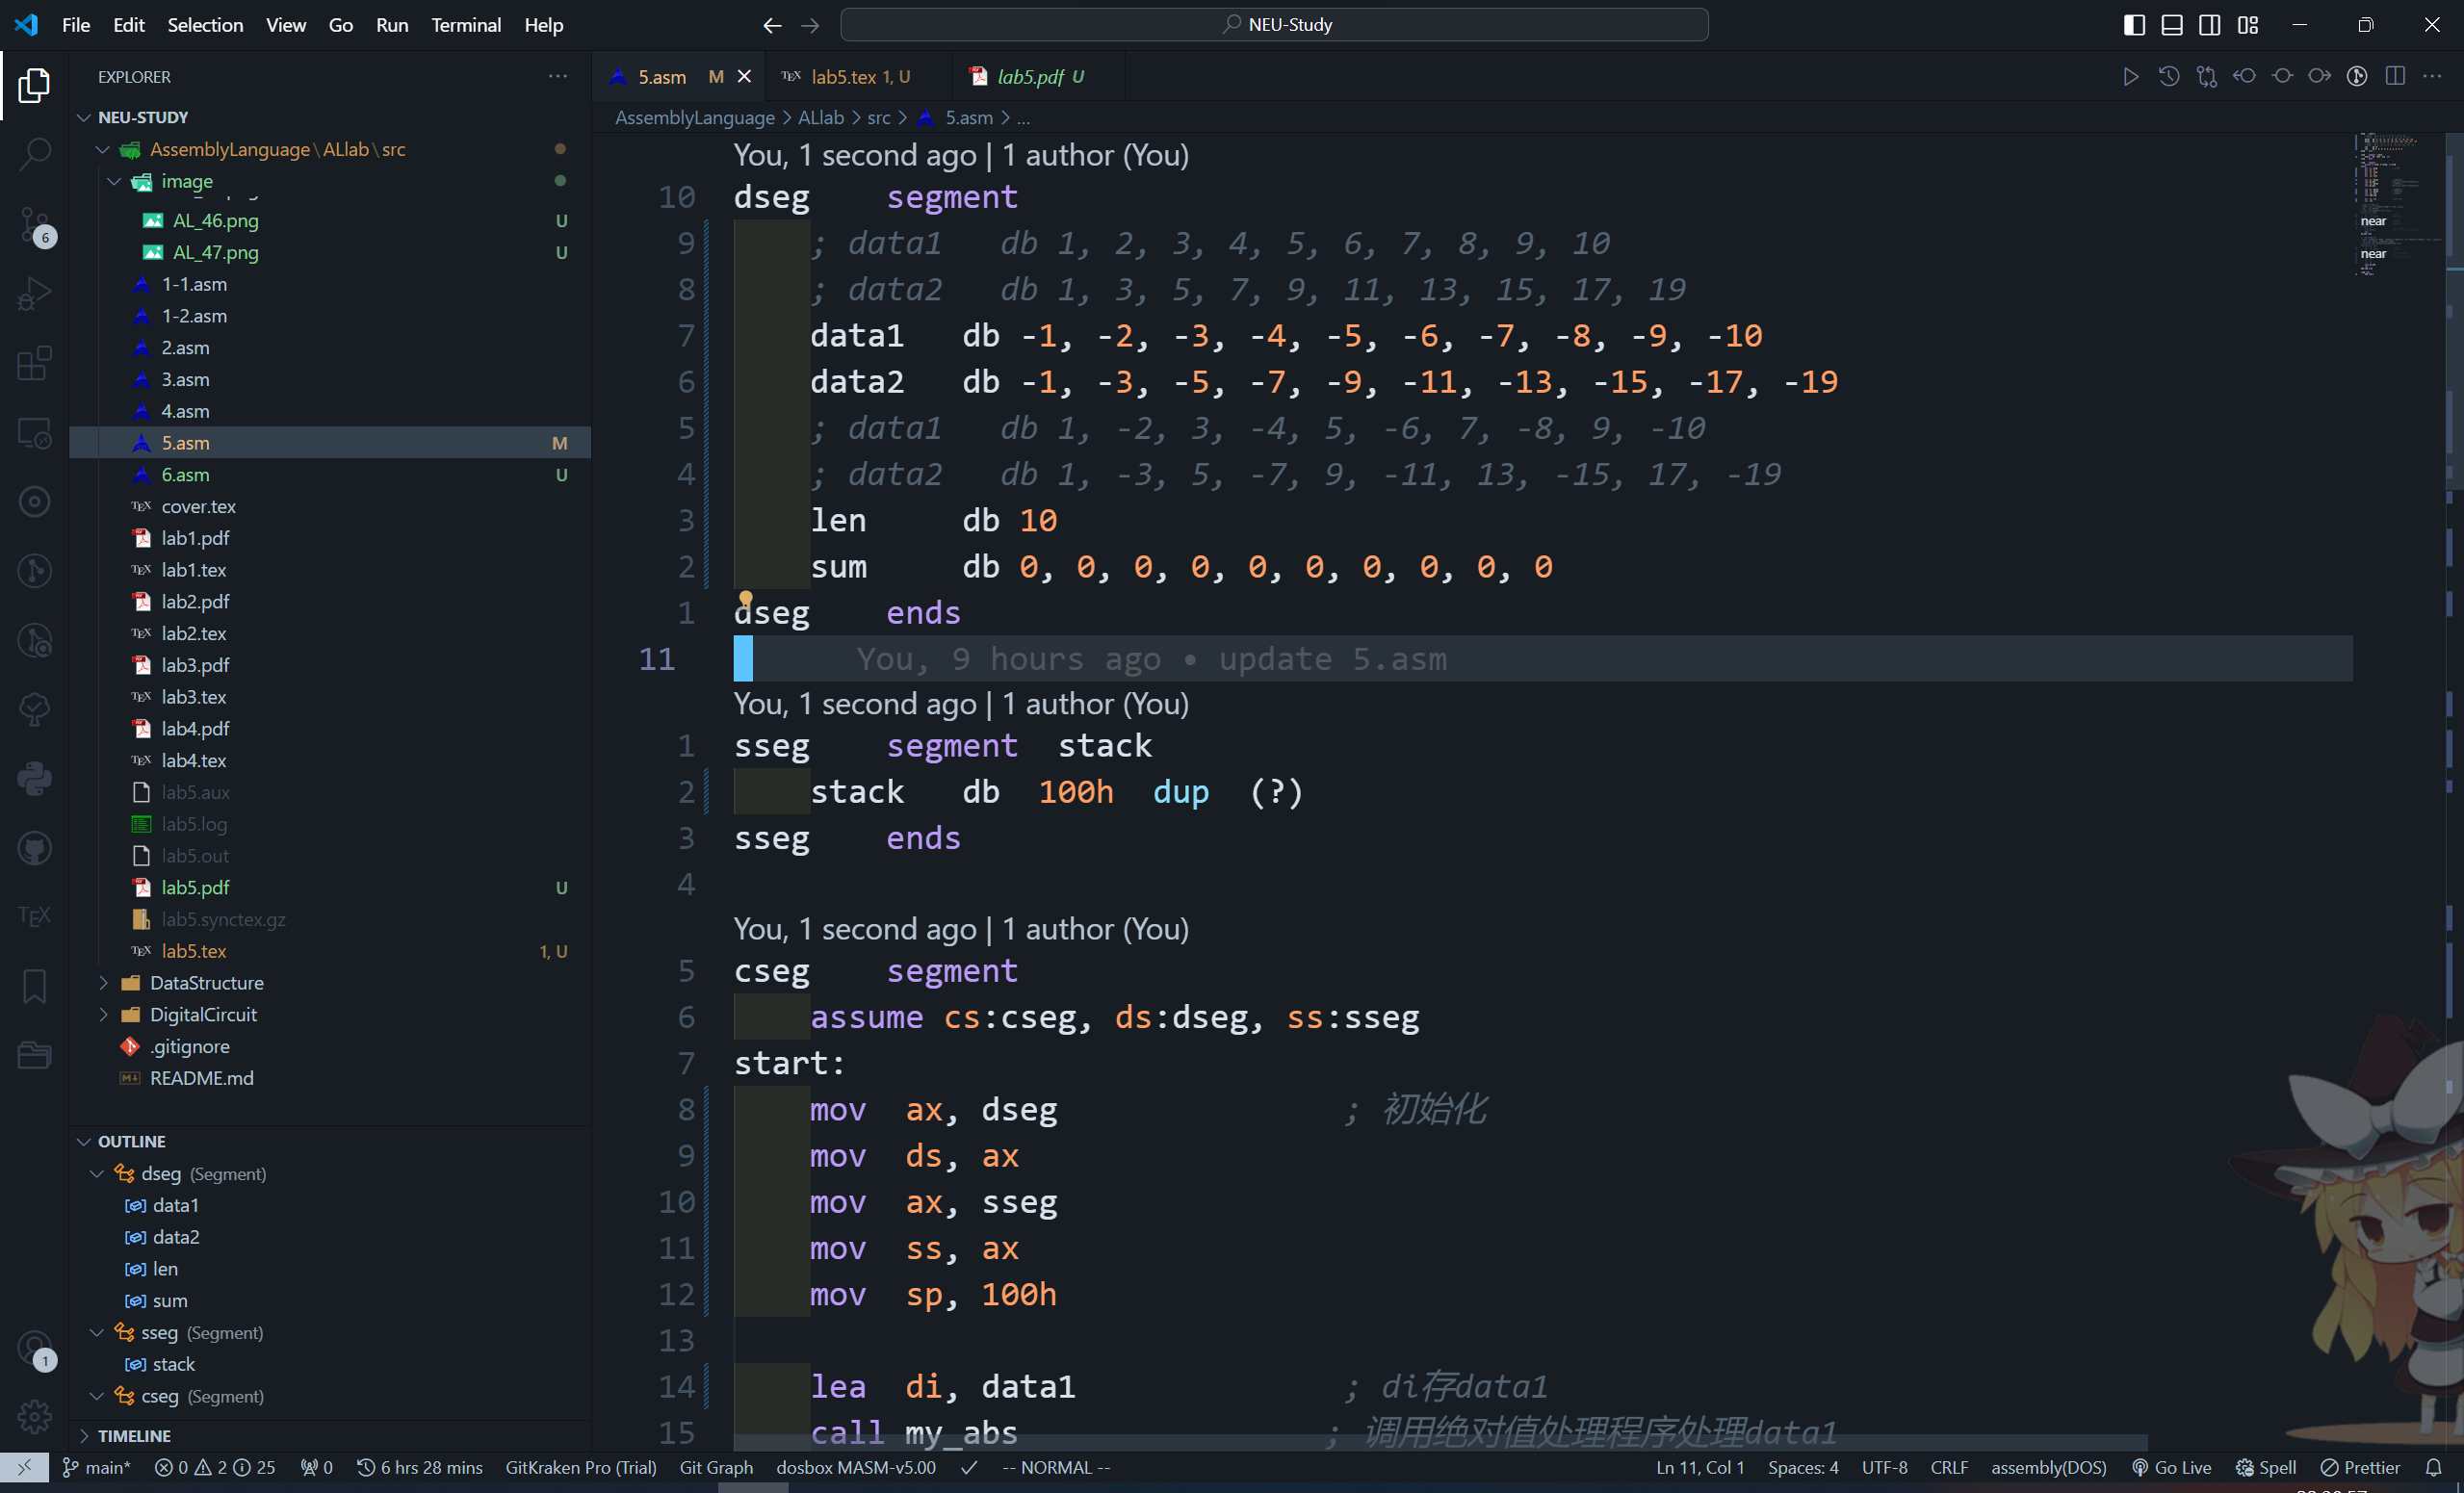 File Edit Selection View Go Run Terminal Help
NEU-Study
EXPLORER
NEU-STUDY
AssemblyLanguage\ALlab\src
image
AL_46.png U
AL_47.png U
1-1.asm
1-2.asm
2.asm
3.asm
4.asm
5.asm M
6.asm U
cover.tex
lab1.pdf
lab1.tex
lab2.pdf
lab2.tex
lab3.pdf
lab3.tex
lab4.pdf
lab4.tex
lab5.aux
lab5.log
lab5.out
lab5.pdf U
lab5.synctex.gz
lab5.tex 1, U
DataStructure
DigitalCircuit
.gitignore
README.md
OUTLINE
dseg (Segment)
data1
data2
len
sum
sseg (Segment)
stack
cseg (Segment)
TIMELINE
6
TEX
1
5.asm M
TEX lab5.tex 1, U
lab5.pdf U
AssemblyLanguage > ALlab > src > 5.asm > ...
You, 1 second ago | 1 author (You)
10 dseg segment
9 ; data1 db 1, 2, 3, 4, 5, 6, 7, 8, 9, 10
8 ; data2 db 1, 3, 5, 7, 9, 11, 13, 15, 17, 19
7 data1 db -1, -2, -3, -4, -5, -6, -7, -8, -9, -10
6 data2 db -1, -3, -5, -7, -9, -11, -13, -15, -17, -19
5 ; data1 db 1, -2, 3, -4, 5, -6, 7, -8, 9, -10
4 ; data2 db 1, -3, 5, -7, 9, -11, 13, -15, 17, -19
3 len db 10
2 sum db 0, 0, 0, 0, 0, 0, 0, 0, 0, 0
1 dseg ends
11 You, 9 hours ago • update 5.asm
You, 1 second ago | 1 author (You)
1 sseg segment stack
2 stack db 100h dup (?)
3 sseg ends
4
You, 1 second ago | 1 author (You)
5 cseg segment
6 assume cs:cseg, ds:dseg, ss:sseg
7 start:
8 mov ax, dseg ; 初始化
9 mov ds, ax
10 mov ax, sseg
11 mov ss, ax
12 mov sp, 100h
13
14 lea di, data1 ; di存data1
15 call my_abs ; 调用绝对值处理程序处理data1
near
near
main* 0 2 25 0 6 hrs 28 mins GitKraken Pro (Trial) Git Graph dosbox MASM-v5.00 -- NORMAL -- Ln 11, Col 1 Spaces: 4 UTF-8 CRLF assembly(DOS) Go Live Spell Prettier